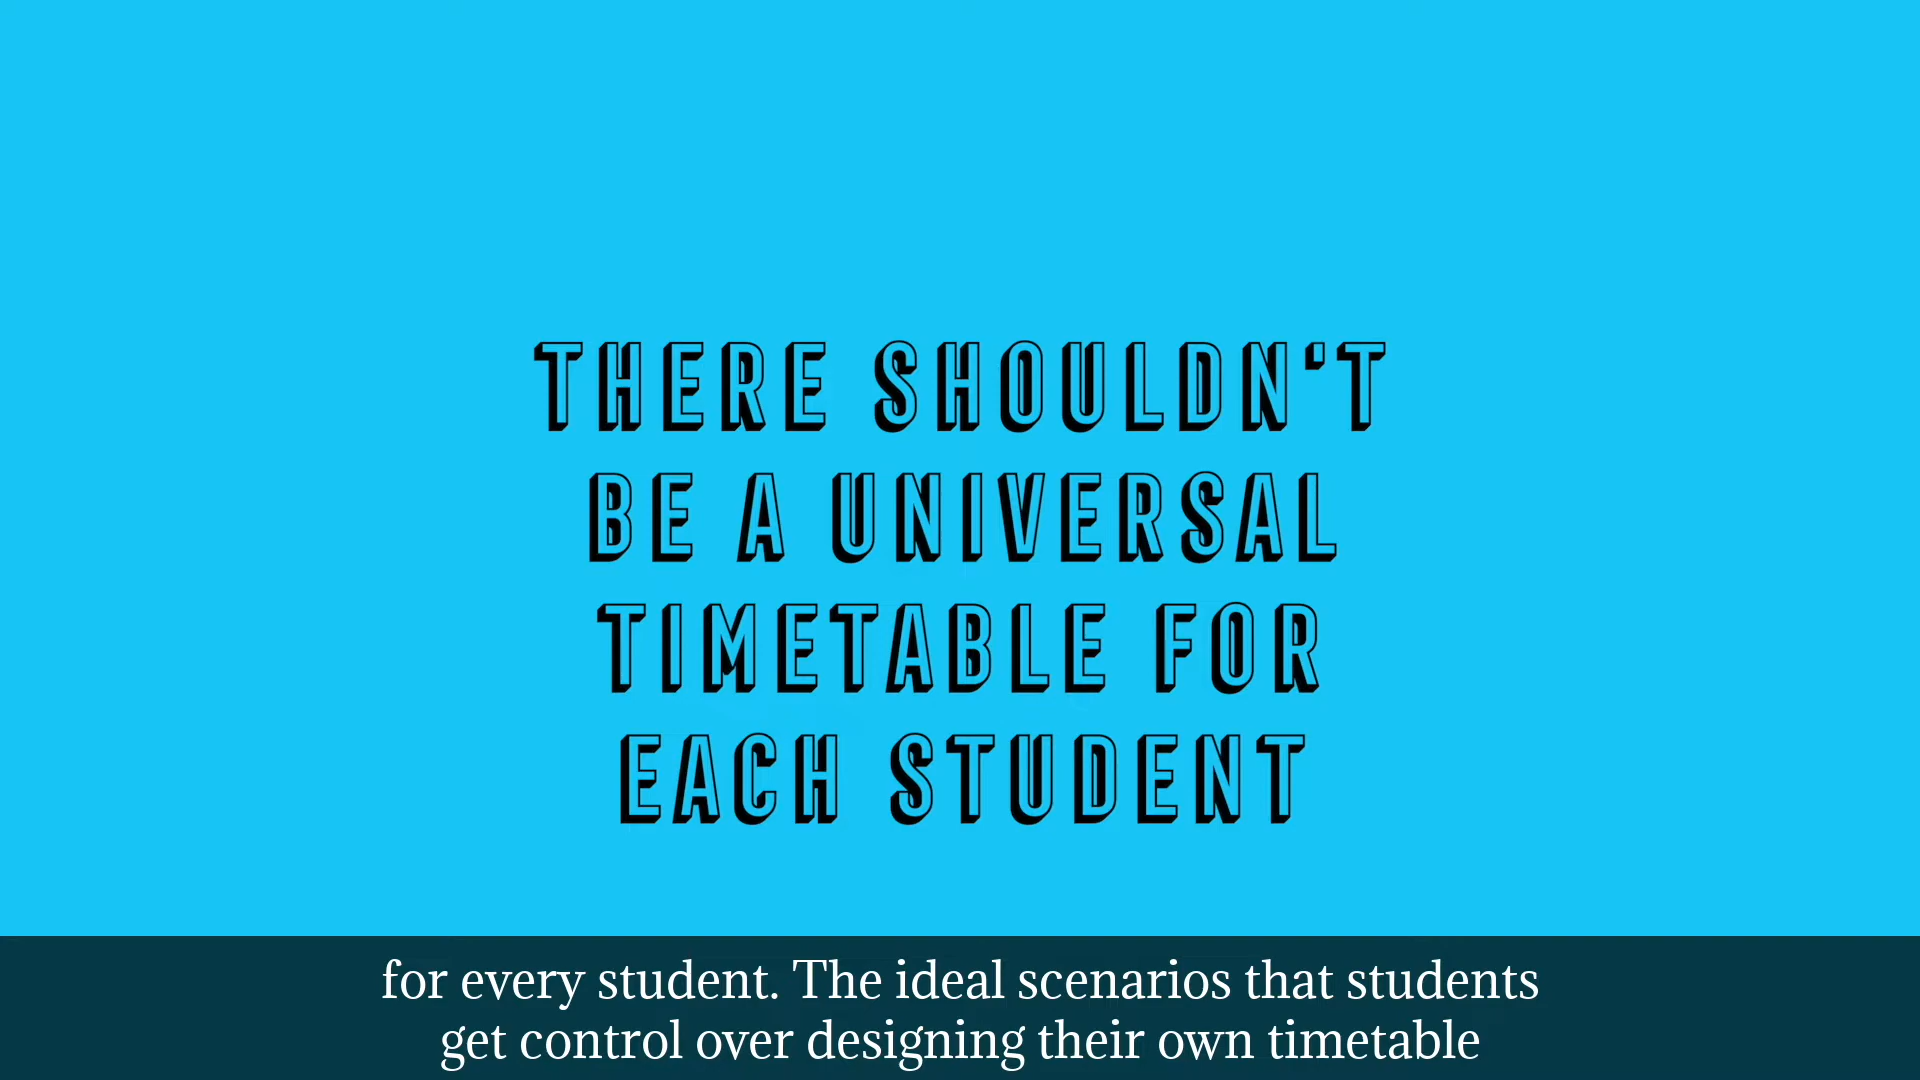 THERE SHOULDN'T
BE A UNIVERSAL
TIMETABLE FOR
EACH STUDENT
for every student. The ideal scenarios that students
get control over designing their own timetable